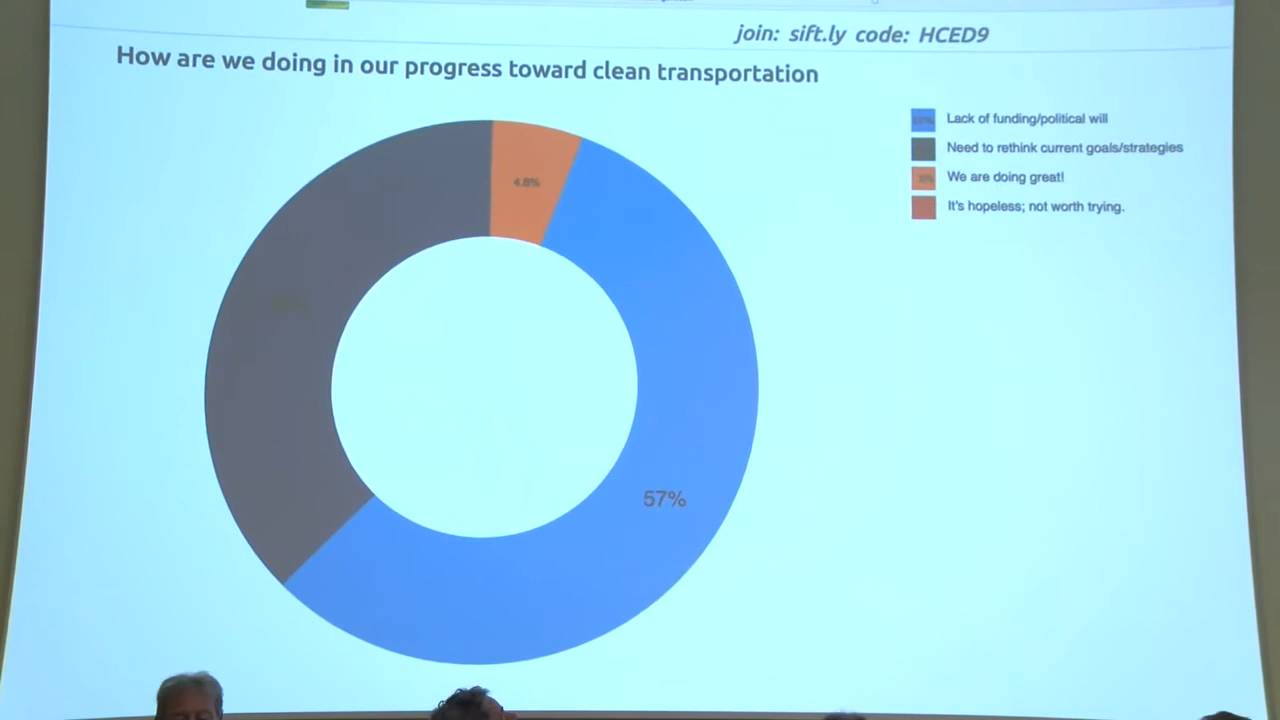 join: sift.ly code: HCED9
How are we doing in our progress toward clean transportation
Lack of funding/political will
Need to rethink current goals/strategies
We are doing great!
It's hopeless; not worth trying.
4.8%
57%